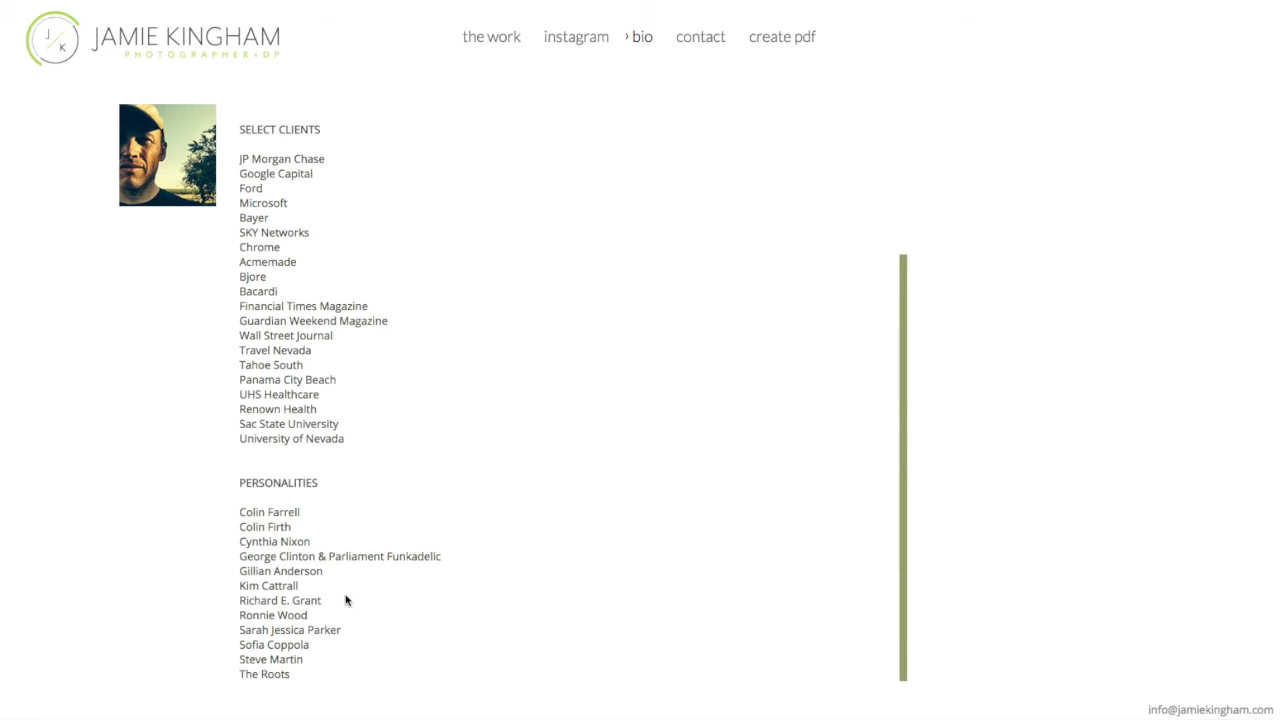 J
K
JAMIE KINGHAM
PHOTOGRAPHER+DP
the work
instagram
› bio
contact
create pdf
SELECT CLIENTS
JP Morgan Chase
Google Capital
Ford
Microsoft
Bayer
SKY Networks
Chrome
Acmemade
Bjore
Bacardi
Financial Times Magazine
Guardian Weekend Magazine
Wall Street Journal
Travel Nevada
Tahoe South
Panama City Beach
UHS Healthcare
Renown Health
Sac State University
University of Nevada
PERSONALITIES
Colin Farrell
Colin Firth
Cynthia Nixon
George Clinton & Parliament Funkadelic
Gillian Anderson
Kim Cattrall
Richard E. Grant
Ronnie Wood
Sarah Jessica Parker
Sofia Coppola
Steve Martin
The Roots
info@jamiekingham.com